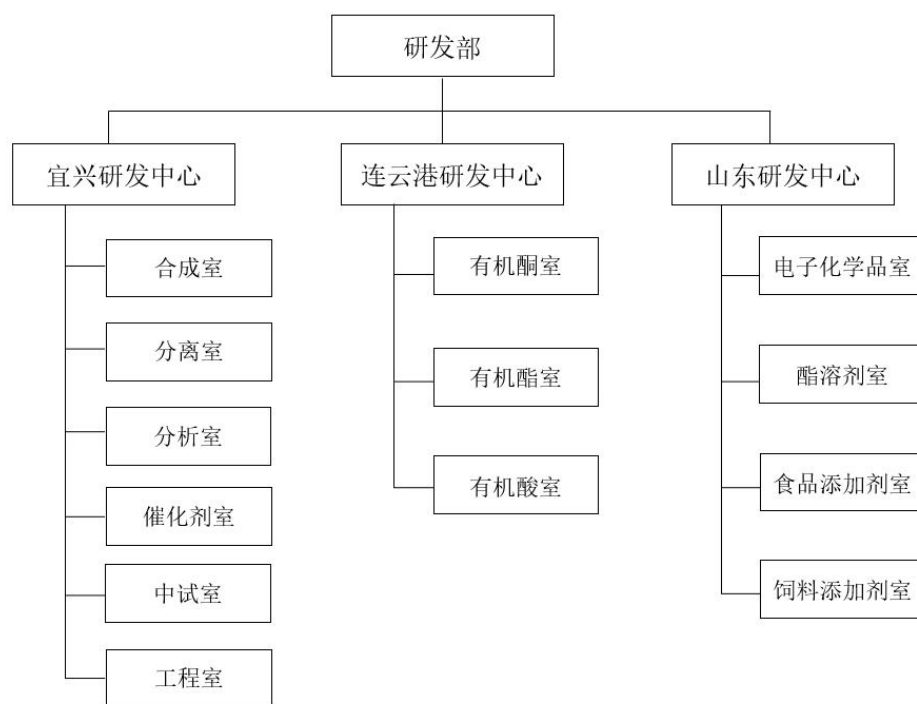 研发部
宜兴研发中心
连云港研发中心
山东研发中心
合成室
分离室
分析室
催化剂室
中试室
工程室
有机酮室
有机酯室
有机酸室
电子化学品室
酯溶剂室
食品添加剂室
饲料添加剂室